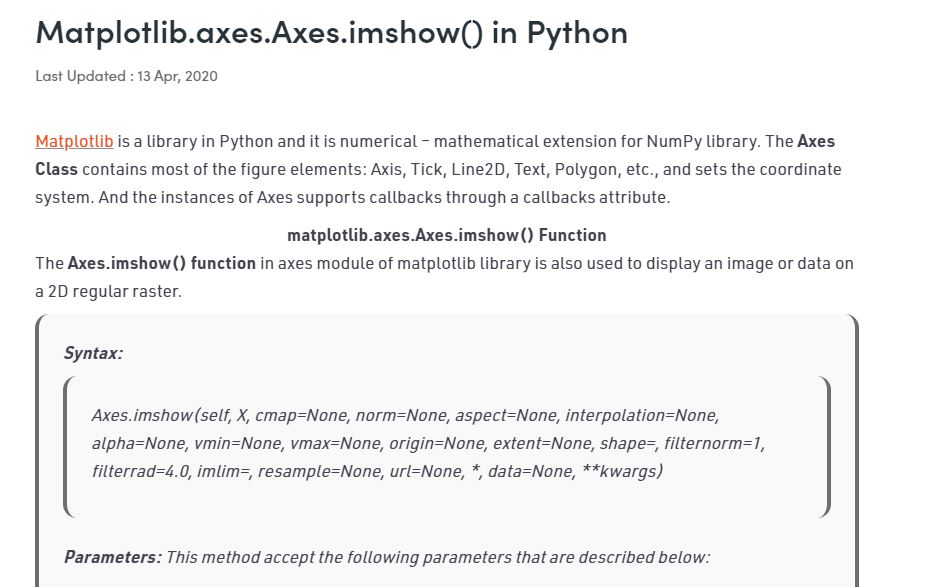 Matplotlib.axes.Axes.imshow() in Python
Last Updated : 13 Apr, 2020
Matplotlib is a library in Python and it is numerical – mathematical extension for NumPy library. The Axes
Class contains most of the figure elements: Axis, Tick, Line2D, Text, Polygon, etc., and sets the coordinate
system. And the instances of Axes supports callbacks through a callbacks attribute.
matplotlib.axes.Axes.imshow() Function
The Axes.imshow() function in axes module of matplotlib library is also used to display an image or data on
a 2D regular raster.
Syntax:
Axes.imshow(self, X, cmap=None, norm=None, aspect=None, interpolation=None,
alpha=None, vmin=None, vmax=None, origin=None, extent=None, shape=, filternorm=1,
filterrad=4.0, imlim=, resample=None, url=None, *, data=None, **kwargs)
Parameters: This method accept the following parameters that are described below: